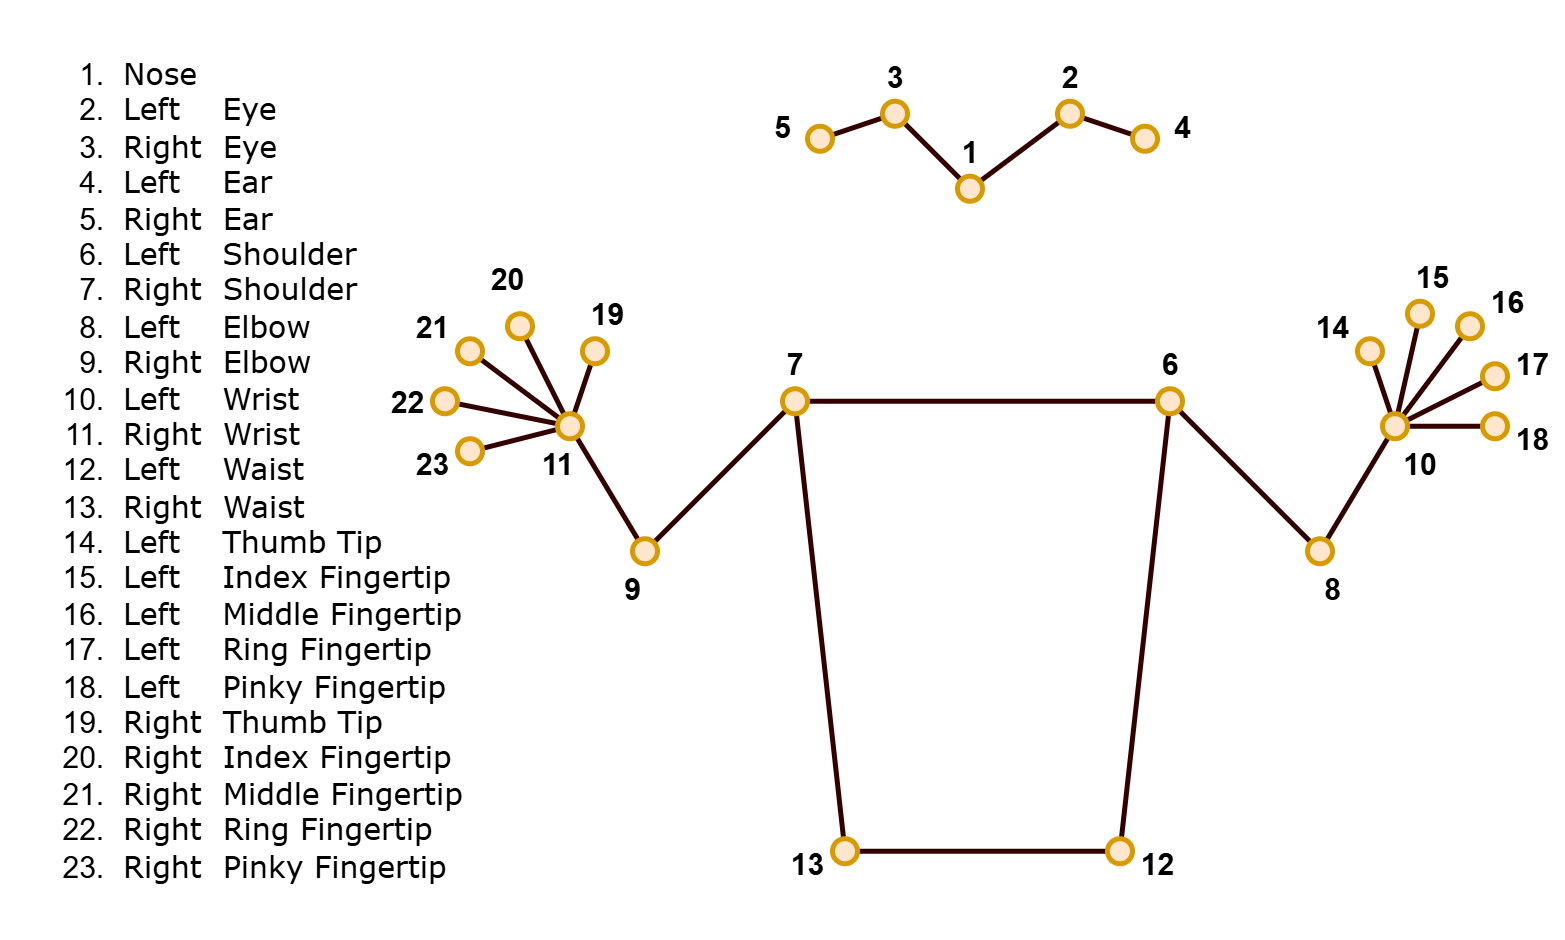 1. Nose
2. Left Eye
3. Right Eye
4. Left Ear
5. Right Ear
6. Left Shoulder
7. Right Shoulder
8. Left Elbow
9. Right Elbow
10. Left Wrist
11. Right Wrist
12. Left Waist
13. Right Waist
14. Left Thumb Tip
15. Left Index Fingertip
16. Left Middle Fingertip
17. Left Ring Fingertip
18. Left Pinky Fingertip
19. Right Thumb Tip
20. Right Index Fingertip
21. Right Middle Fingertip
22. Right Ring Fingertip
23. Right Pinky Fingertip
3
2
5
4
1
20
19
21
22
23
11
7
6
9
15
16
14
17
18
10
8
13
12